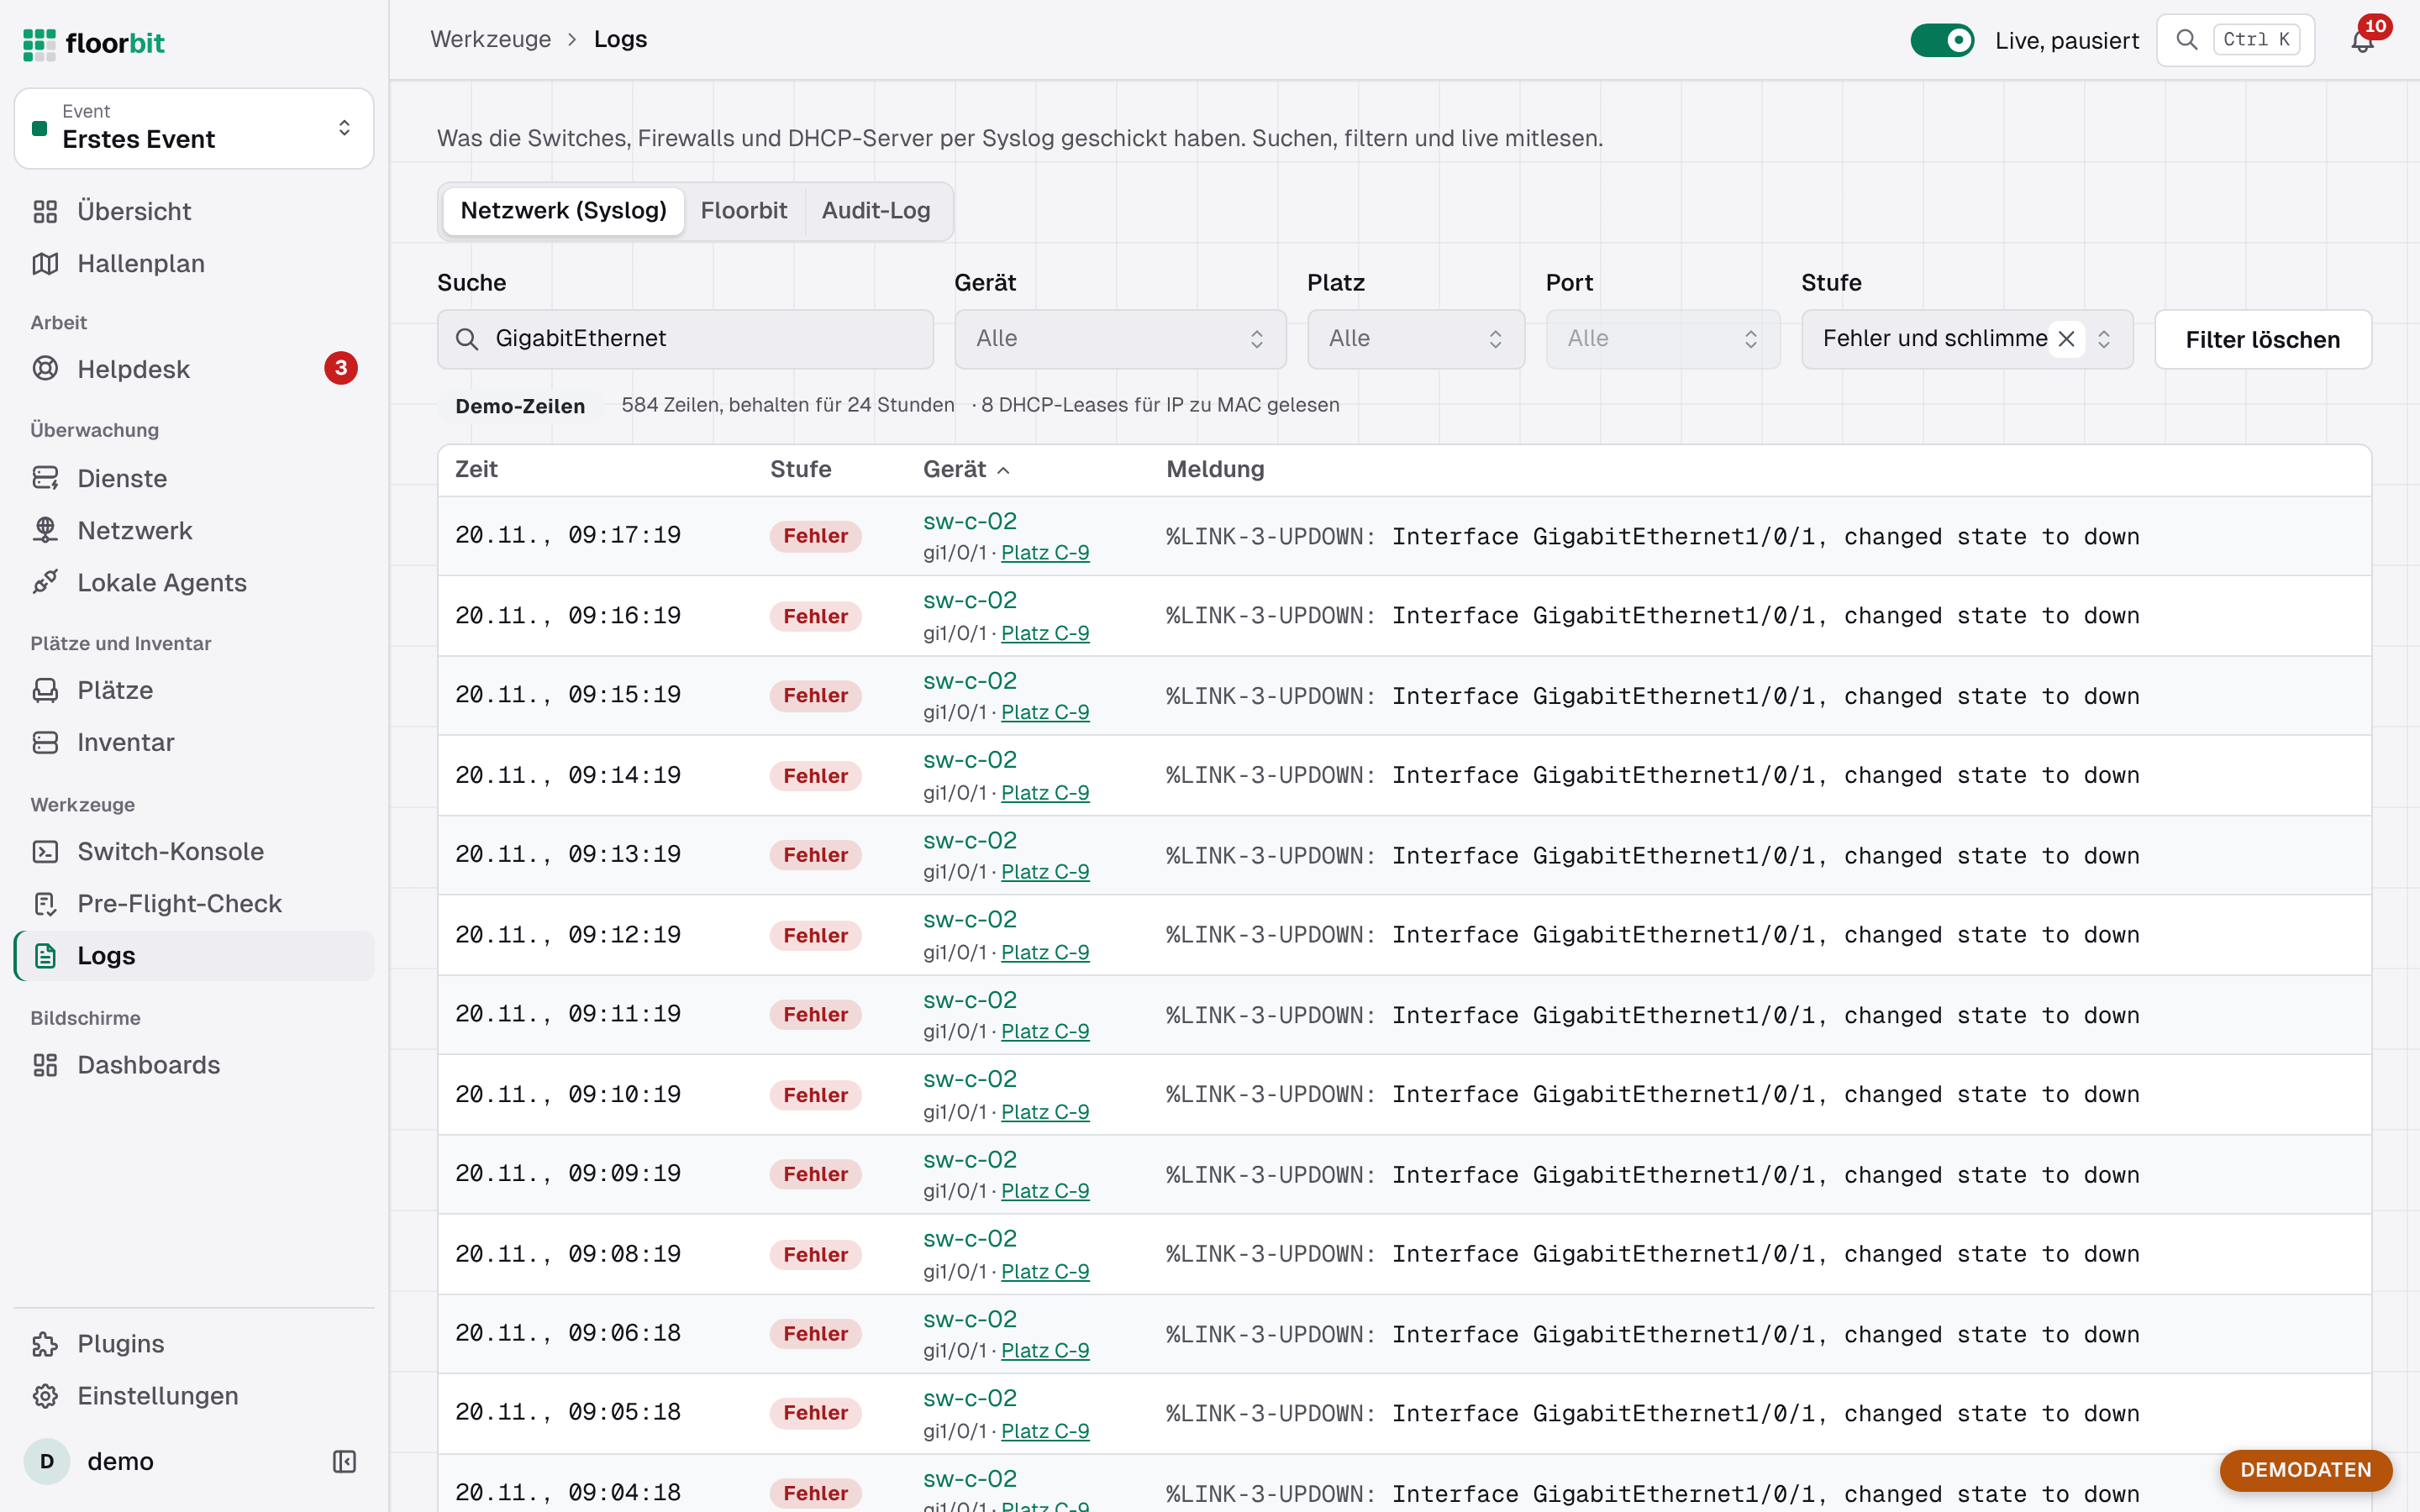 floorbit
Event
Erstes Event
Übersicht
Hallenplan
Arbeit
Helpdesk 3
Überwachung
Dienste
Netzwerk
Lokale Agents
Plätze und Inventar
Plätze
Inventar
Werkzeuge
Switch-Konsole
Pre-Flight-Check
Logs
Bildschirme
Dashboards
Plugins
Einstellungen
D demo
Werkzeuge > Logs
Live, pausiert
Ctrl K
10
Was die Switches, Firewalls und DHCP-Server per Syslog geschickt haben. Suchen, filtern und live mitlesen.
Netzwerk (Syslog) Floorbit Audit-Log
Suche Gerät Platz Port Stufe
GigabitEthernet Alle Alle Alle Fehler und schlimme Filter löschen
Demo-Zeilen 584 Zeilen, behalten für 24 Stunden · 8 DHCP-Leases für IP zu MAC gelesen
Zeit Stufe Gerät Meldung
20.11., 09:17:19 Fehler sw-c-02 %LINK-3-UPDOWN: Interface GigabitEthernet1/0/1, changed state to down
gi1/0/1 · Platz C-9
20.11., 09:16:19 Fehler sw-c-02 %LINK-3-UPDOWN: Interface GigabitEthernet1/0/1, changed state to down
gi1/0/1 · Platz C-9
20.11., 09:15:19 Fehler sw-c-02 %LINK-3-UPDOWN: Interface GigabitEthernet1/0/1, changed state to down
gi1/0/1 · Platz C-9
20.11., 09:14:19 Fehler sw-c-02 %LINK-3-UPDOWN: Interface GigabitEthernet1/0/1, changed state to down
gi1/0/1 · Platz C-9
20.11., 09:13:19 Fehler sw-c-02 %LINK-3-UPDOWN: Interface GigabitEthernet1/0/1, changed state to down
gi1/0/1 · Platz C-9
20.11., 09:12:19 Fehler sw-c-02 %LINK-3-UPDOWN: Interface GigabitEthernet1/0/1, changed state to down
gi1/0/1 · Platz C-9
20.11., 09:11:19 Fehler sw-c-02 %LINK-3-UPDOWN: Interface GigabitEthernet1/0/1, changed state to down
gi1/0/1 · Platz C-9
20.11., 09:10:19 Fehler sw-c-02 %LINK-3-UPDOWN: Interface GigabitEthernet1/0/1, changed state to down
gi1/0/1 · Platz C-9
20.11., 09:09:19 Fehler sw-c-02 %LINK-3-UPDOWN: Interface GigabitEthernet1/0/1, changed state to down
gi1/0/1 · Platz C-9
20.11., 09:08:19 Fehler sw-c-02 %LINK-3-UPDOWN: Interface GigabitEthernet1/0/1, changed state to down
gi1/0/1 · Platz C-9
20.11., 09:06:18 Fehler sw-c-02 %LINK-3-UPDOWN: Interface GigabitEthernet1/0/1, changed state to down
gi1/0/1 · Platz C-9
20.11., 09:05:18 Fehler sw-c-02 %LINK-3-UPDOWN: Interface GigabitEthernet1/0/1, changed state to down
gi1/0/1 · Platz C-9
20.11., 09:04:18 Fehler sw-c-02 %LINK-3-UPDOWN: Interface GigabitEthernet1/0/1, changed state to down
gi1/0/1 · Platz C-9
DEMODATEN